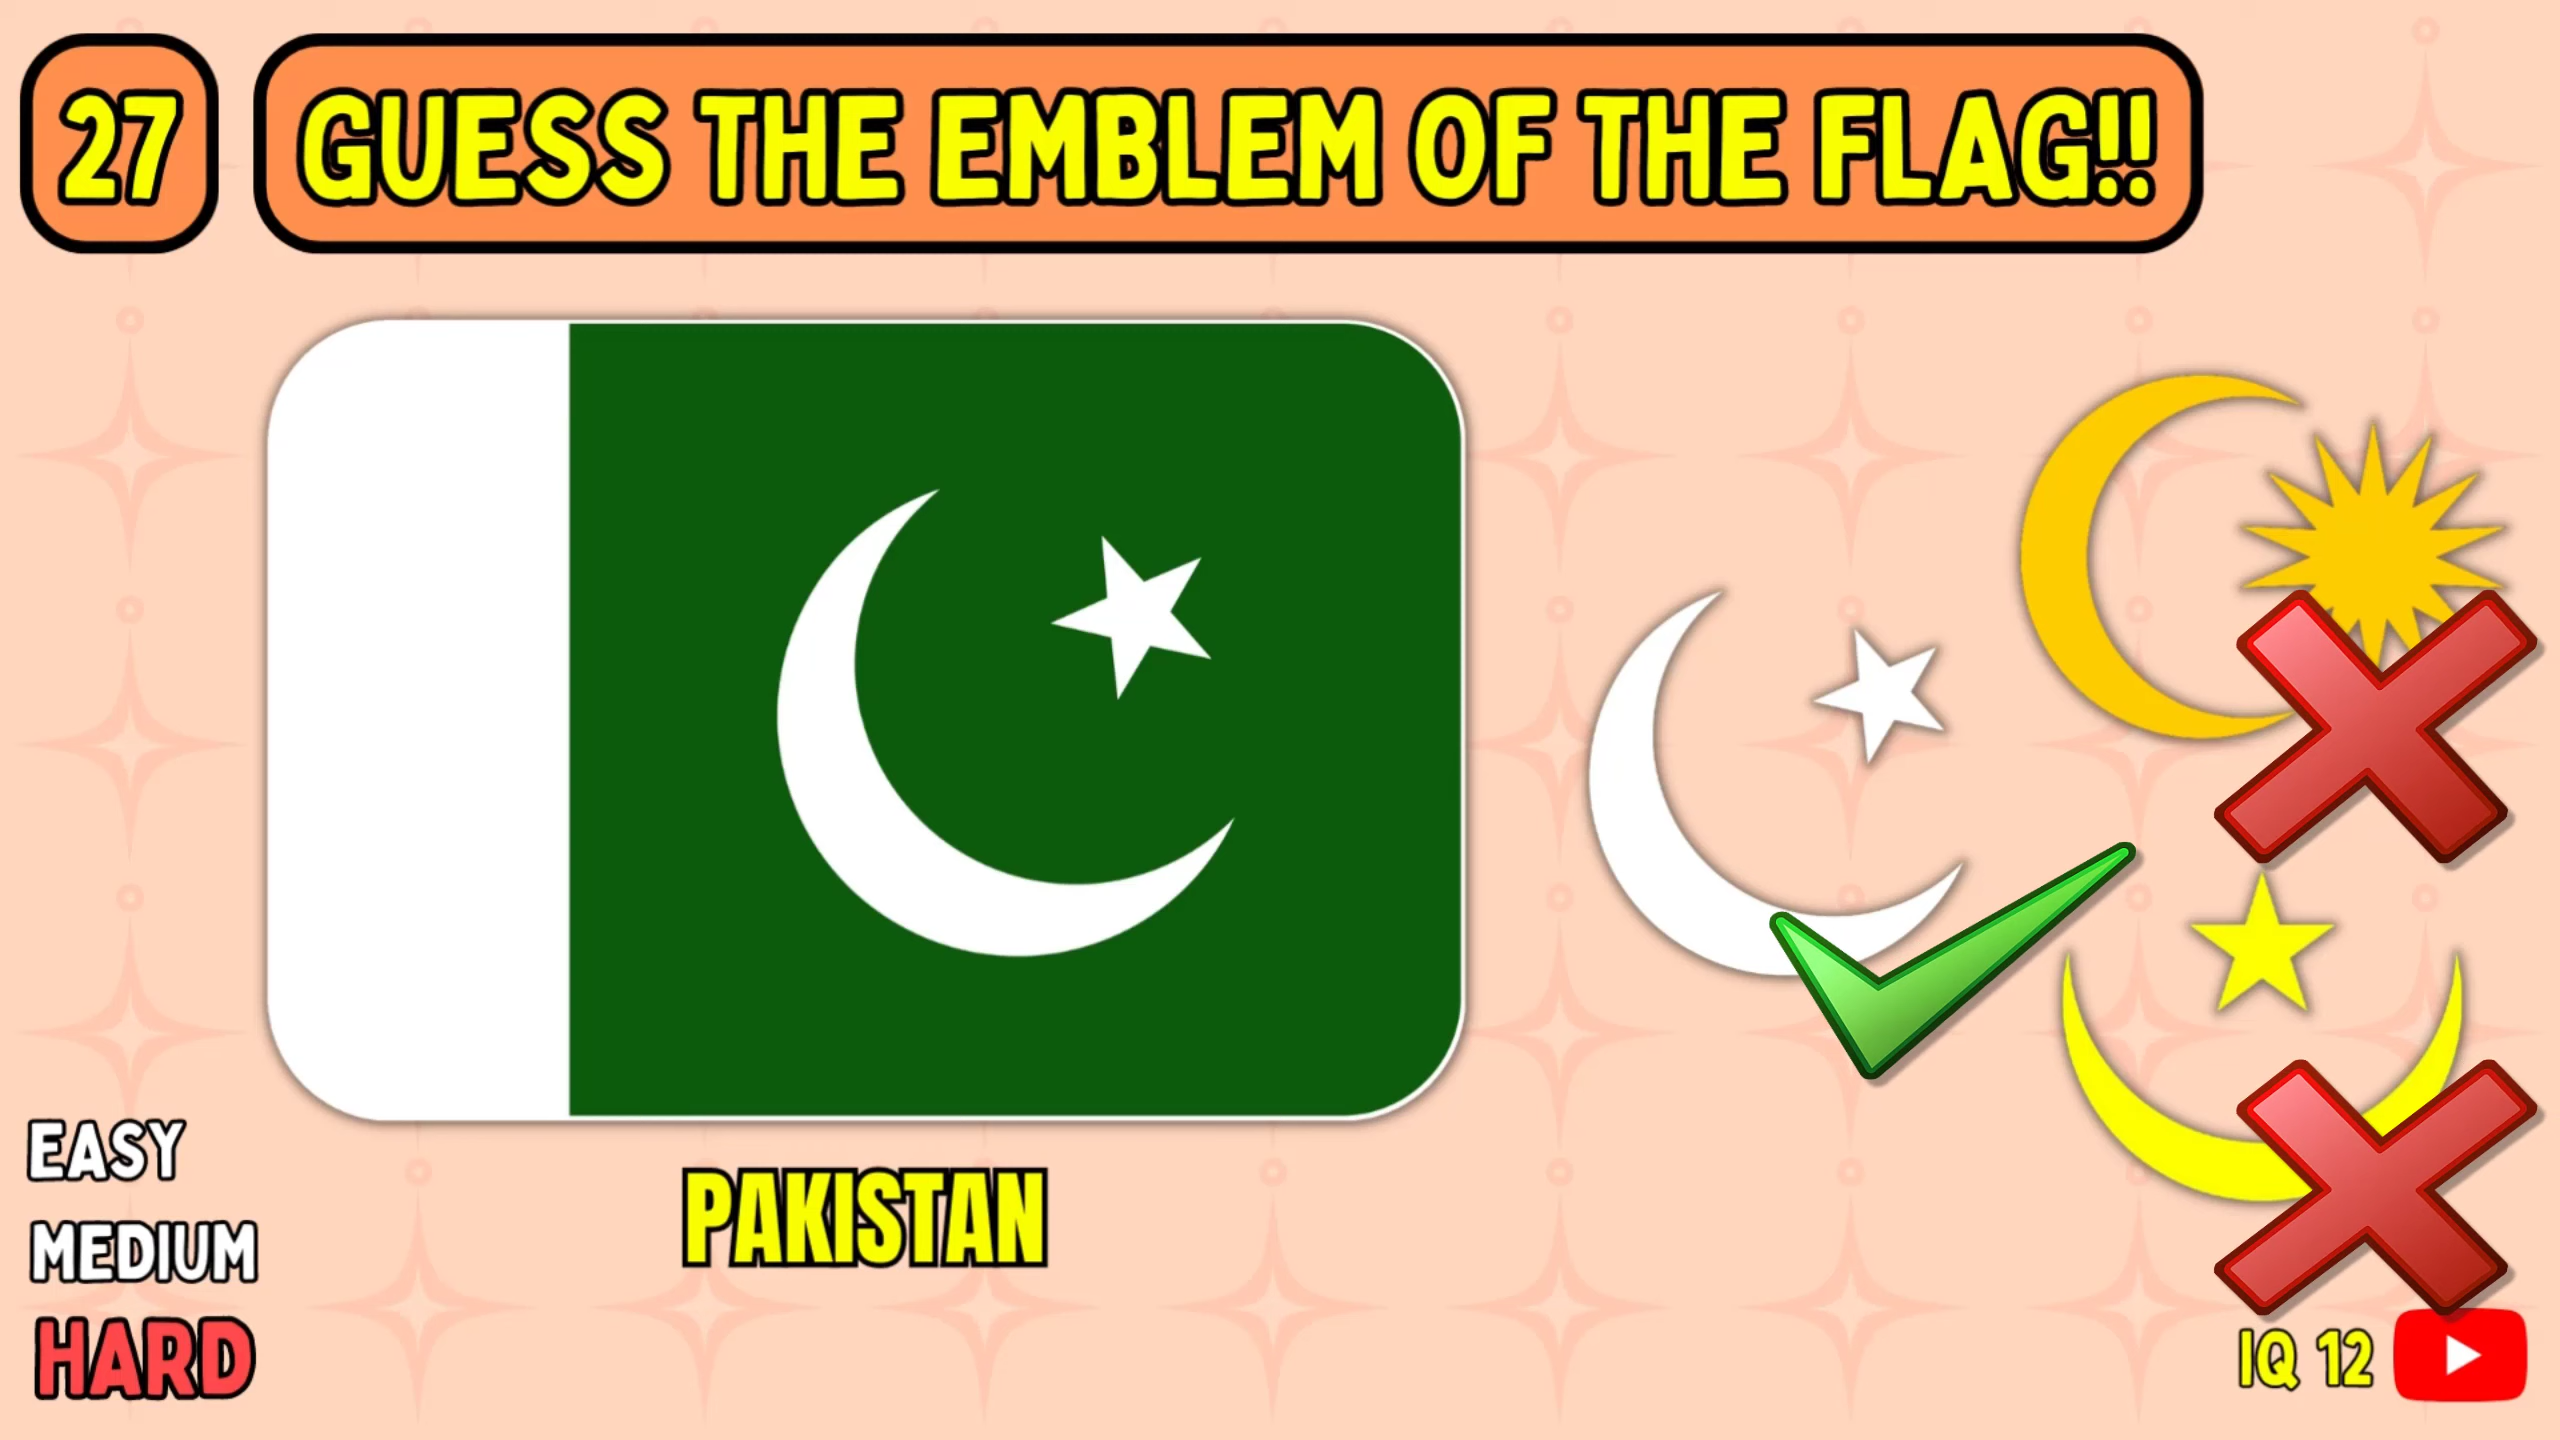 27
GUESS THE EMBLEM OF THE FLAG!!
PAKISTAN
EASY
MEDIUM
HARD
IQ 12